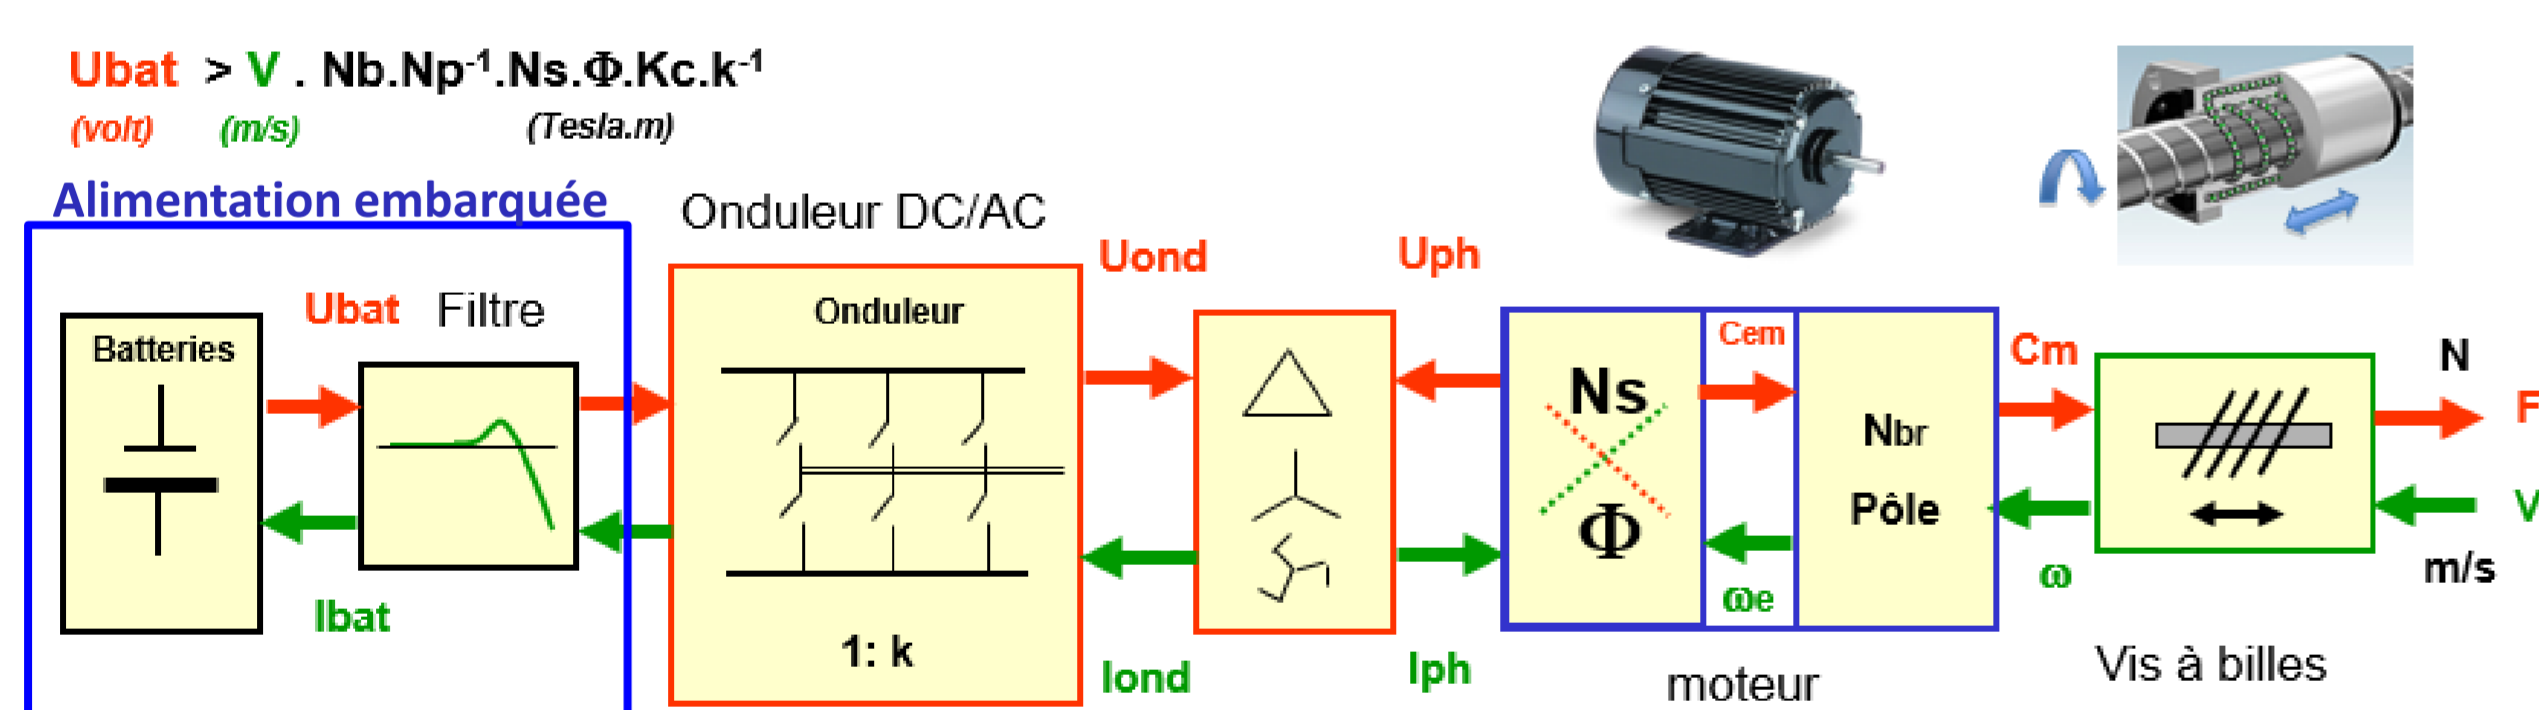 Ubat > V . Nb.Np⁻¹.Ns.Φ.Kc.k⁻¹
(volt) (m/s) (Tesla.m)
Alimentation embarquée
Onduleur DC/AC
Uond
Uph
Ubat
Filtre
Batteries
Onduleur
Cem
Cm
N
F
Ns
Φ
Nbr
Pôle
V
m/s
ω
ωe
Ibat
1: k
Iond
Iph
moteur
Vis à billes